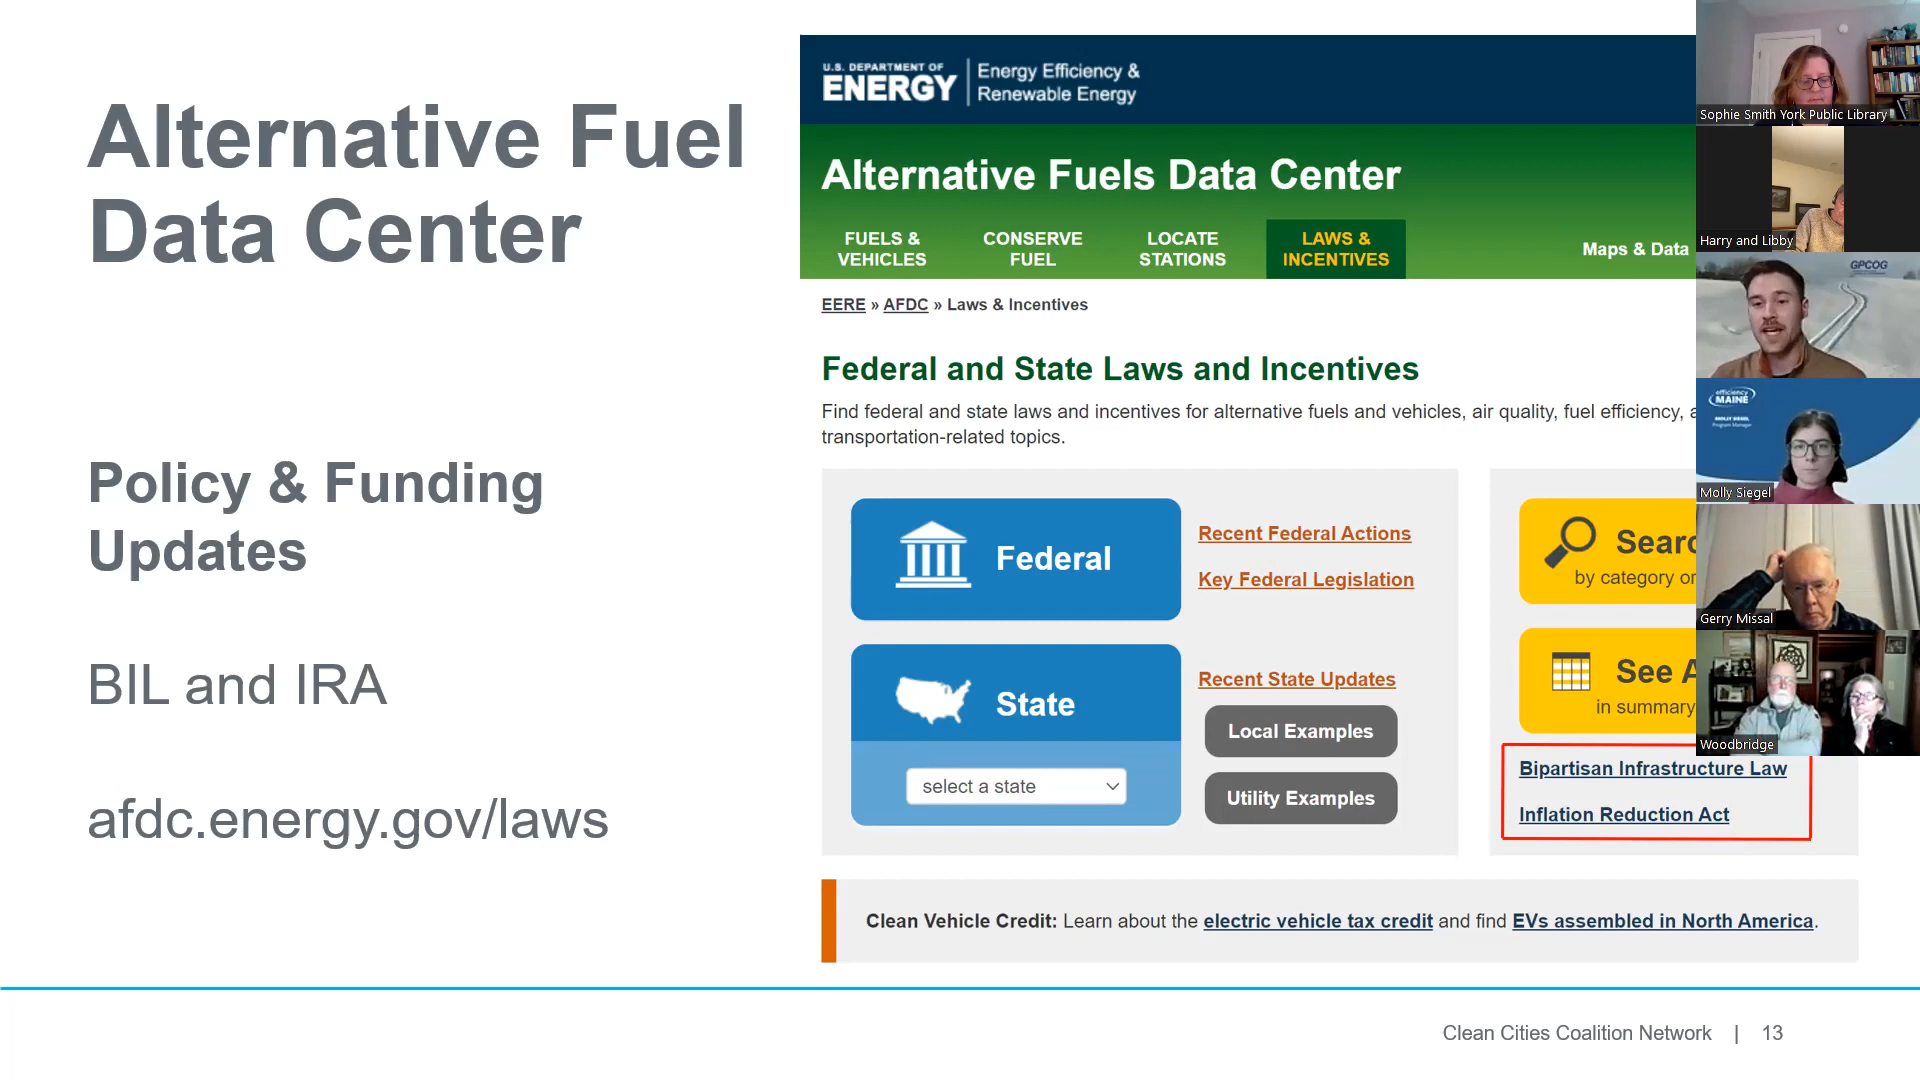 Alternative Fuel
Data Center
Policy & Funding
Updates
BIL and IRA
afdc.energy.gov/laws
U.S. DEPARTMENT OF
ENERGY
Energy Efficiency &
Renewable Energy
Alternative Fuels Data Center
FUELS &
VEHICLES
CONSERVE
FUEL
LOCATE
STATIONS
LAWS &
INCENTIVES
Maps & Data
EERE » AFDC » Laws & Incentives
Federal and State Laws and Incentives
Find federal and state laws and incentives for alternative fuels and vehicles, air quality, fuel efficiency, a
transportation-related topics.
Federal
Recent Federal Actions
Key Federal Legislation
State
select a state
Recent State Updates
Local Examples
Utility Examples
Searc
by category or
See A
in summary
Bipartisan Infrastructure Law
Inflation Reduction Act
Clean Vehicle Credit: Learn about the electric vehicle tax credit and find EVs assembled in North America.
Clean Cities Coalition Network | 13
Sophie Smith York Public Library
Harry and Libby
GPCOG
efficiency
MAINE
MOLLY SIEGEL
Program Manager
Molly Siegel
Gerry Missal
Woodbridge